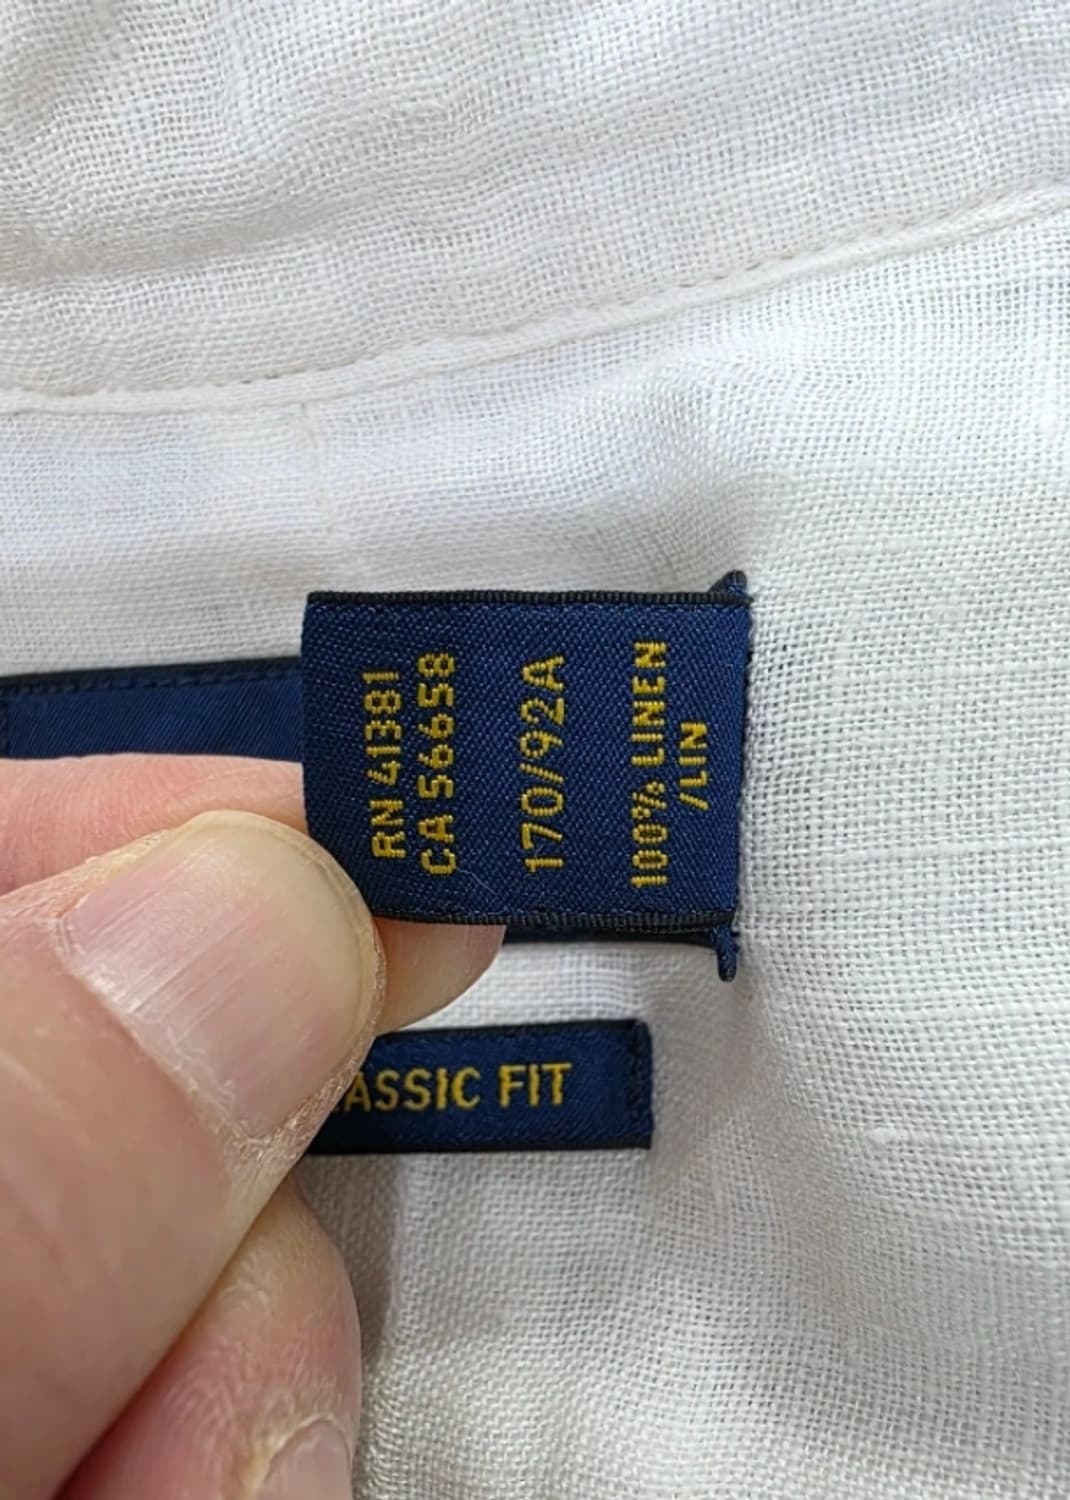 RN 41381
CA 56658
170/92A
100% LINEN
/LIN
ASSIC FIT